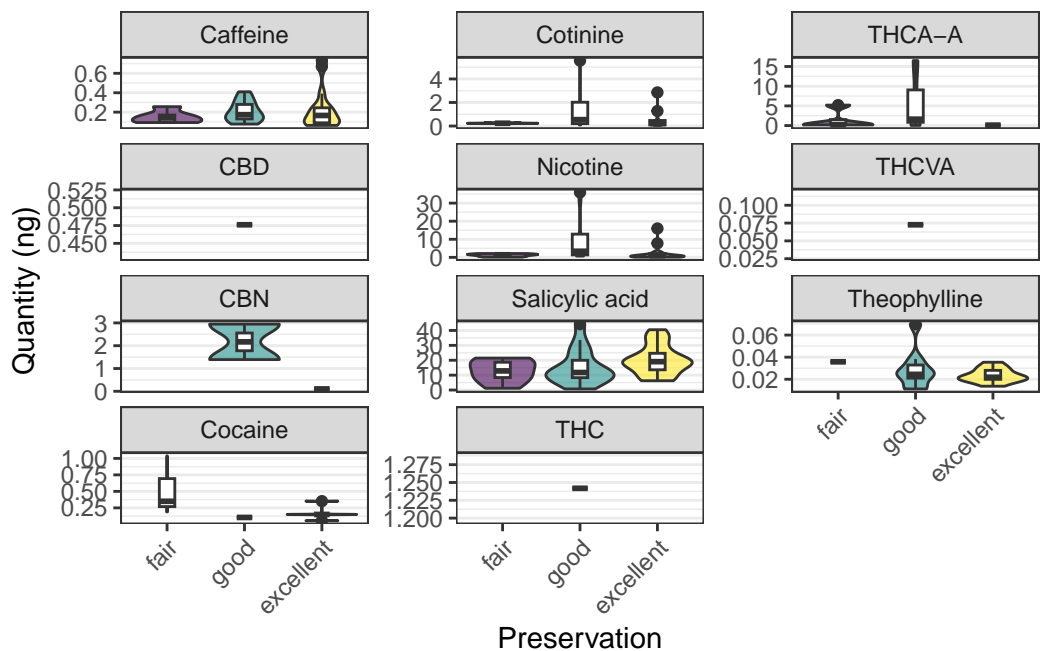 Quantity (ng)
Caffeine
0.6
0.4
0.2
Cotinine
4
2
0
THCA−A
15
10
5
0
CBD
0.525
0.500
0.475
0.450
Nicotine
30
20
10
0
THCVA
0.100
0.075
0.050
0.025
CBN
3
2
1
0
Salicylic acid
40
30
20
10
0
Theophylline
0.06
0.04
0.02
fair
good
excellent
Cocaine
1.00
0.75
0.50
0.25
fair
good
excellent
THC
1.275
1.250
1.225
1.200
fair
good
excellent
Preservation